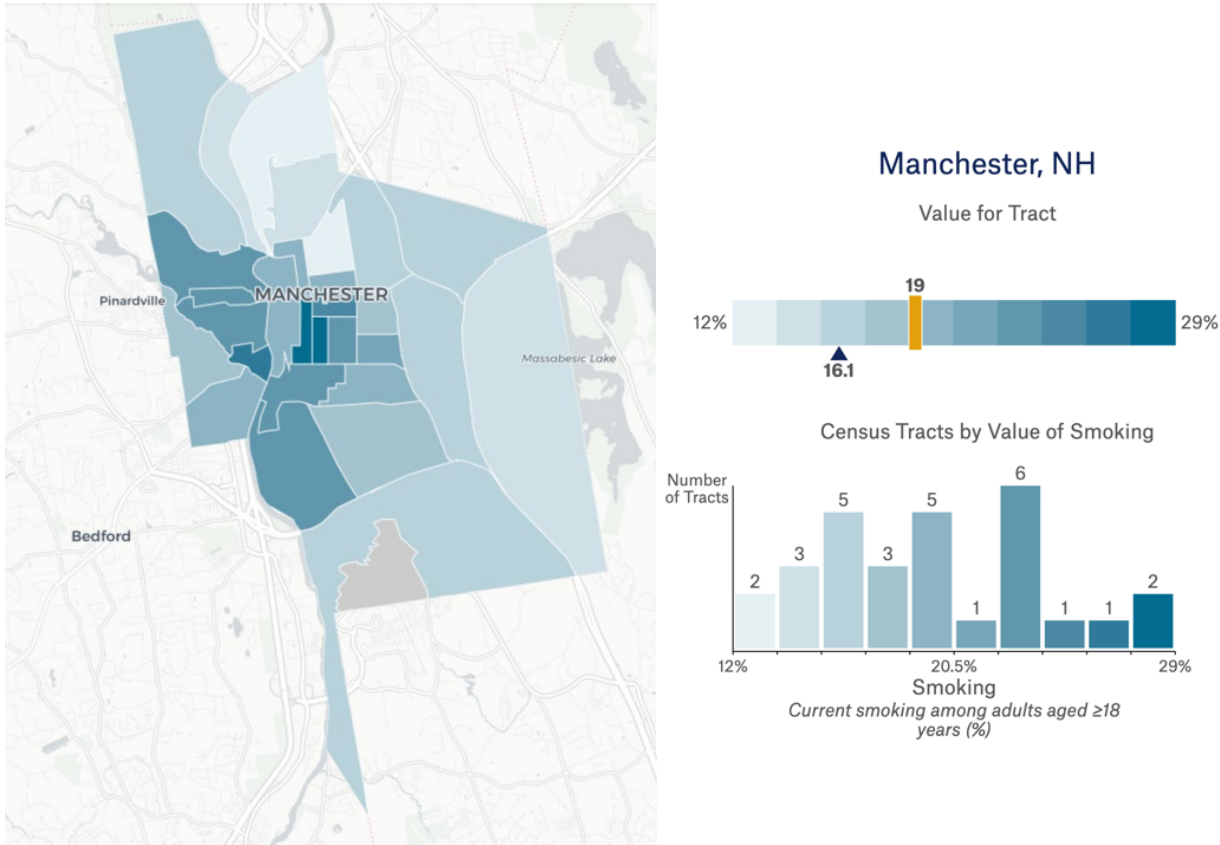 Pinardville
MANCHESTER
Massabesic Lake
Bedford
Manchester, NH
Value for Tract
19
12%
29%
16.1
Census Tracts by Value of Smoking
Number
of Tracts
2
3
5
3
5
1
6
1
1
2
12%
20.5%
29%
Smoking
Current smoking among adults aged ≥18
years (%)